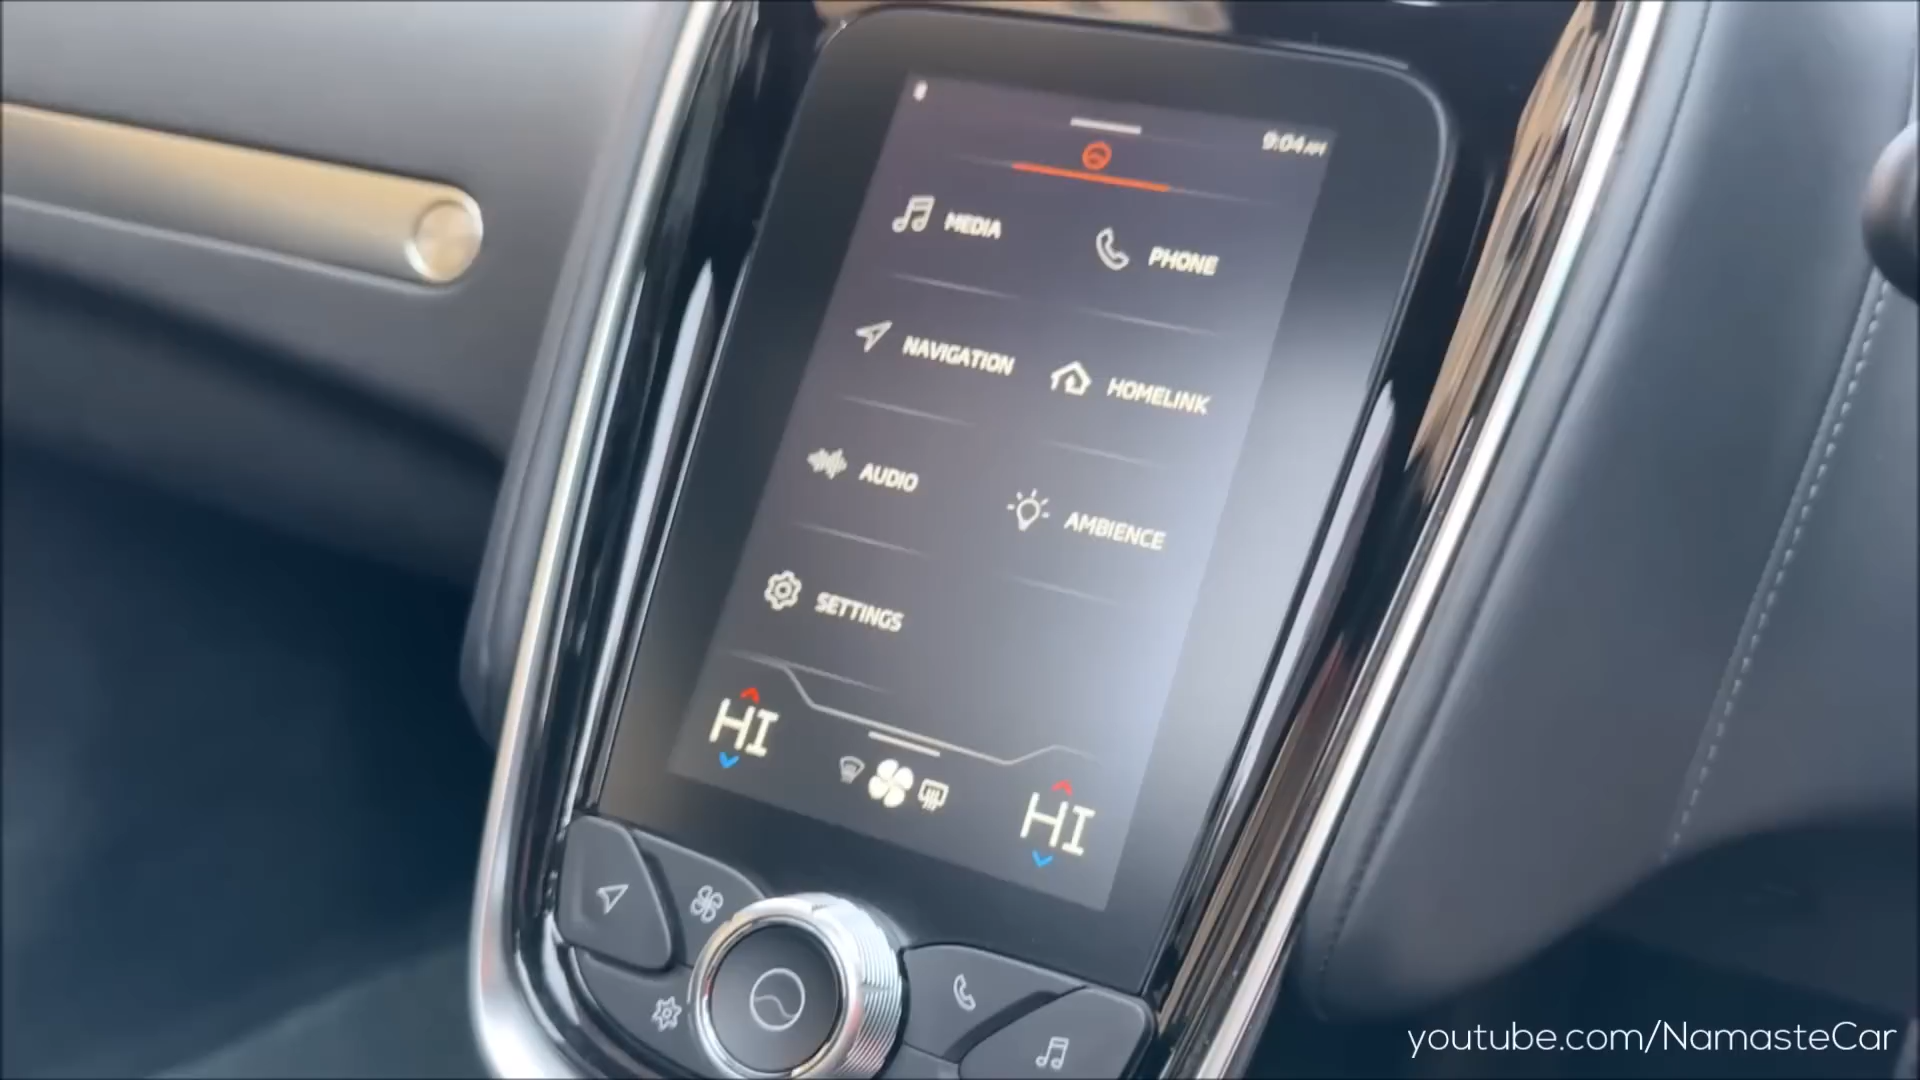 9:04 AM
MEDIA
PHONE
NAVIGATION
HOMELINK
AUDIO
AMBIENCE
SETTINGS
HI
HI
youtube.com/NamasteCar